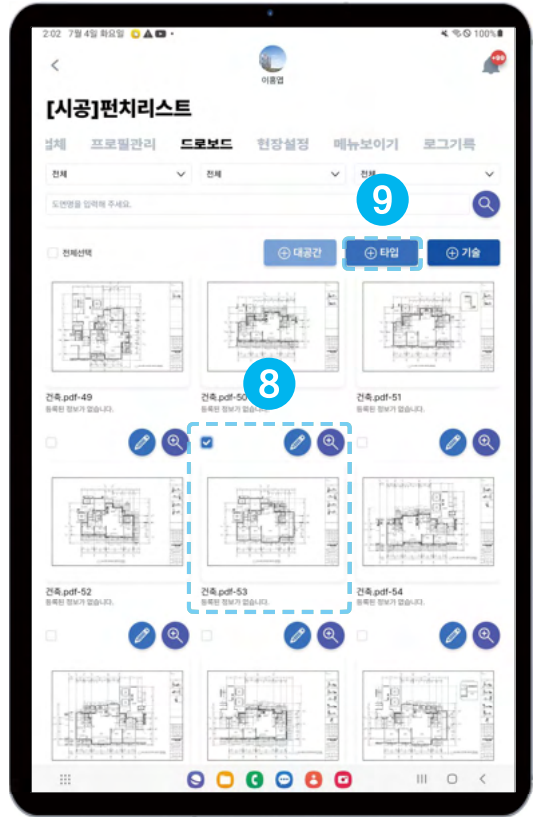 2:02 7월 4일 화요일
100%
이홍엽
+99
[시공]펀치리스트
업체 프로필관리 드로보드 현장설정 메뉴보이기 로그기록
전체 전체 전체
도면명을 입력해 주세요.
9
전체선택 대공간 타입 기술
건축.pdf-49 건축.pdf-50 건축.pdf-51
등록된 정보가 없습니다. 등록된 정보가 없습니다. 등록된 정보가 없습니다.
8
건축.pdf-52 건축.pdf-53 건축.pdf-54
등록된 정보가 없습니다. 등록된 정보가 없습니다. 등록된 정보가 없습니다.